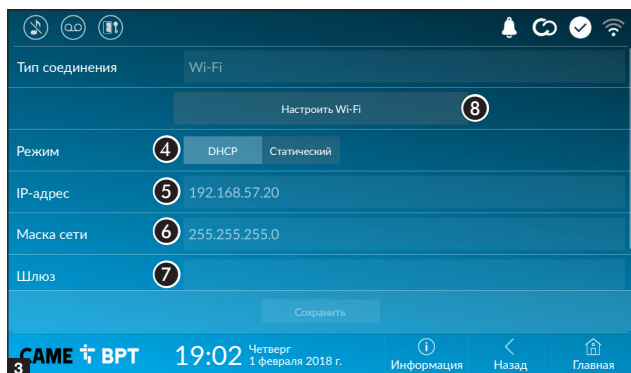 Тип соединения Wi-Fi
Настроить Wi-Fi 8
Режим 4 DHCP Статический
IP-адрес 5 192.168.57.20
Маска сети 6 255.255.255.0
Шлюз 7
Сохранить
3 CAME BPT 19:02 Четверг
1 февраля 2018 г.
Информация Назад Главная